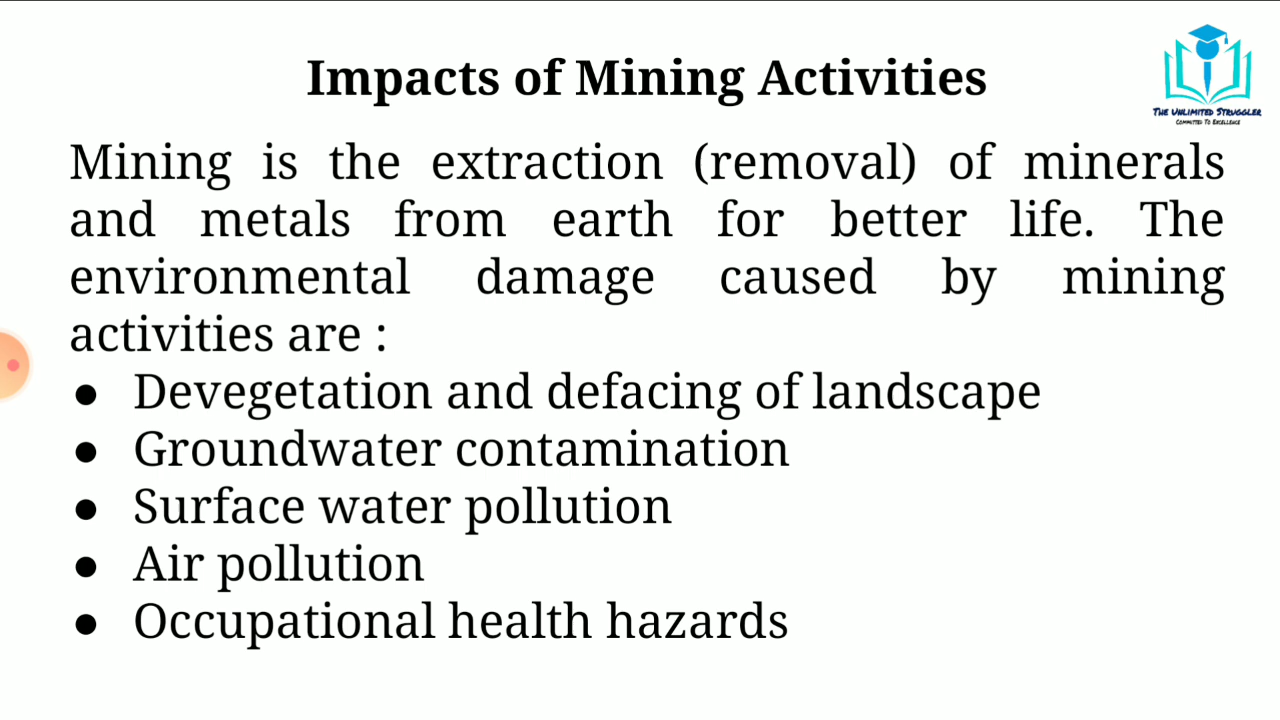 Impacts of Mining Activities
THE UNLIMITED STRUGGLER
COMMITTED TO EXCELLENCE
Mining is the extraction (removal) of minerals
and metals from earth for better life. The
environmental damage caused by mining
activities are :
● Devegetation and defacing of landscape
● Groundwater contamination
● Surface water pollution
● Air pollution
● Occupational health hazards